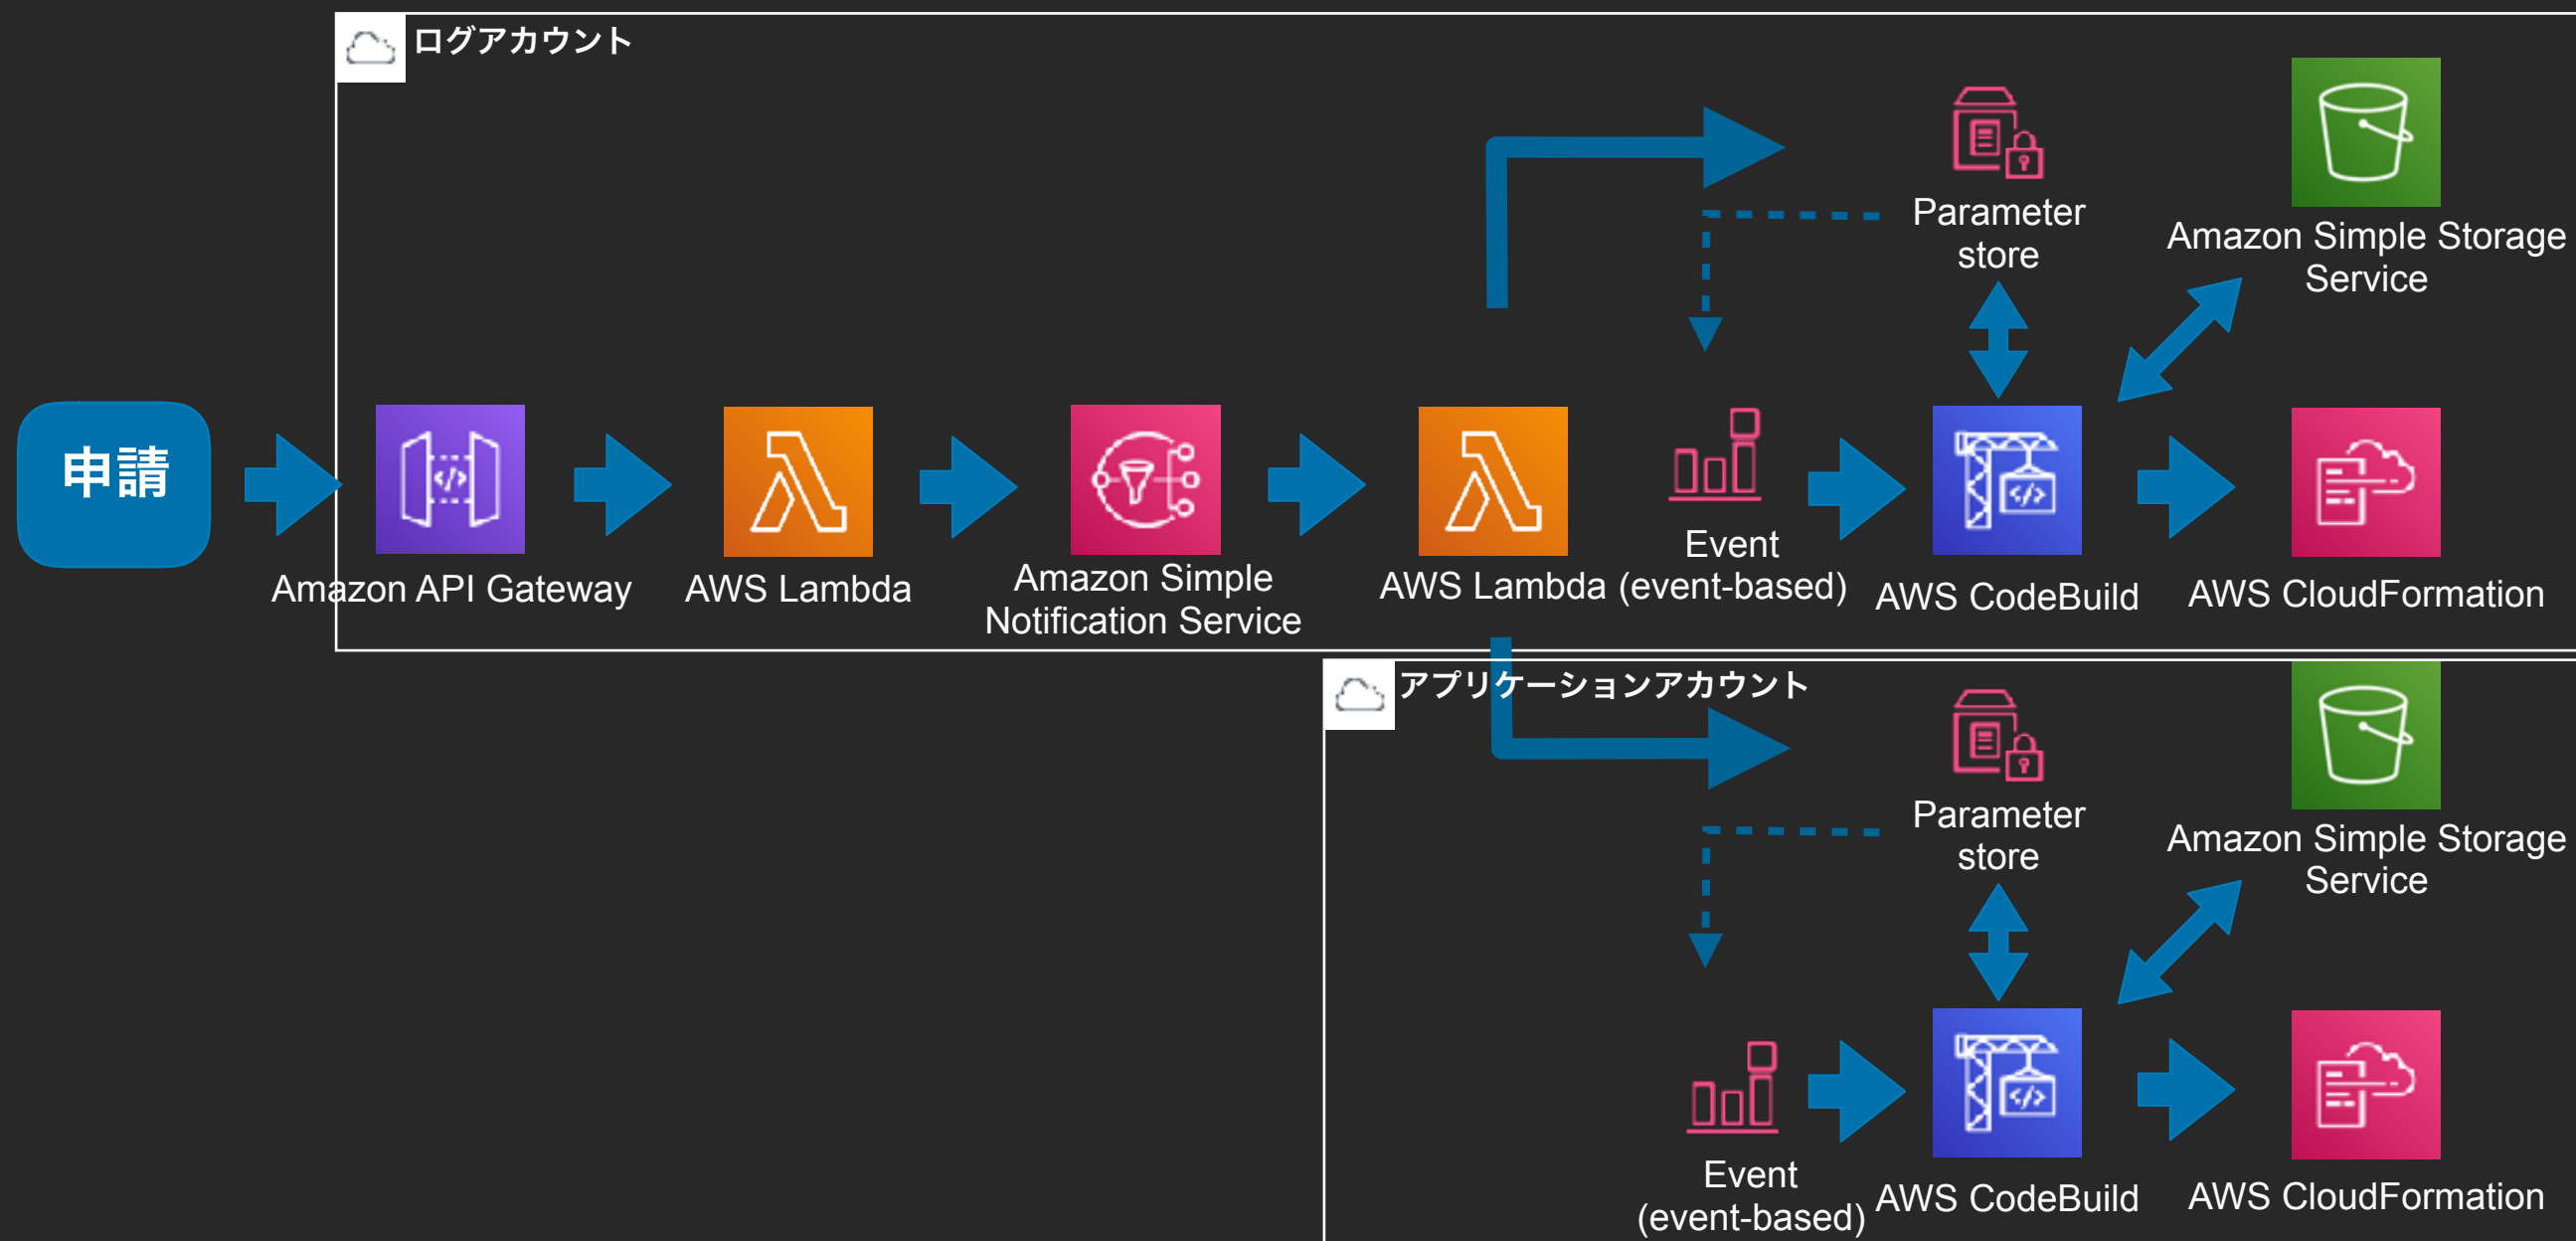 ログアカウント
Parameter
store
Amazon Simple Storage
Service
申請
Amazon API Gateway
AWS Lambda
Amazon Simple
Notification Service
AWS Lambda
Event
(event-based)
AWS CodeBuild
AWS CloudFormation
アプリケーションアカウント
Parameter
store
Amazon Simple Storage
Service
Event
(event-based)
AWS CodeBuild
AWS CloudFormation